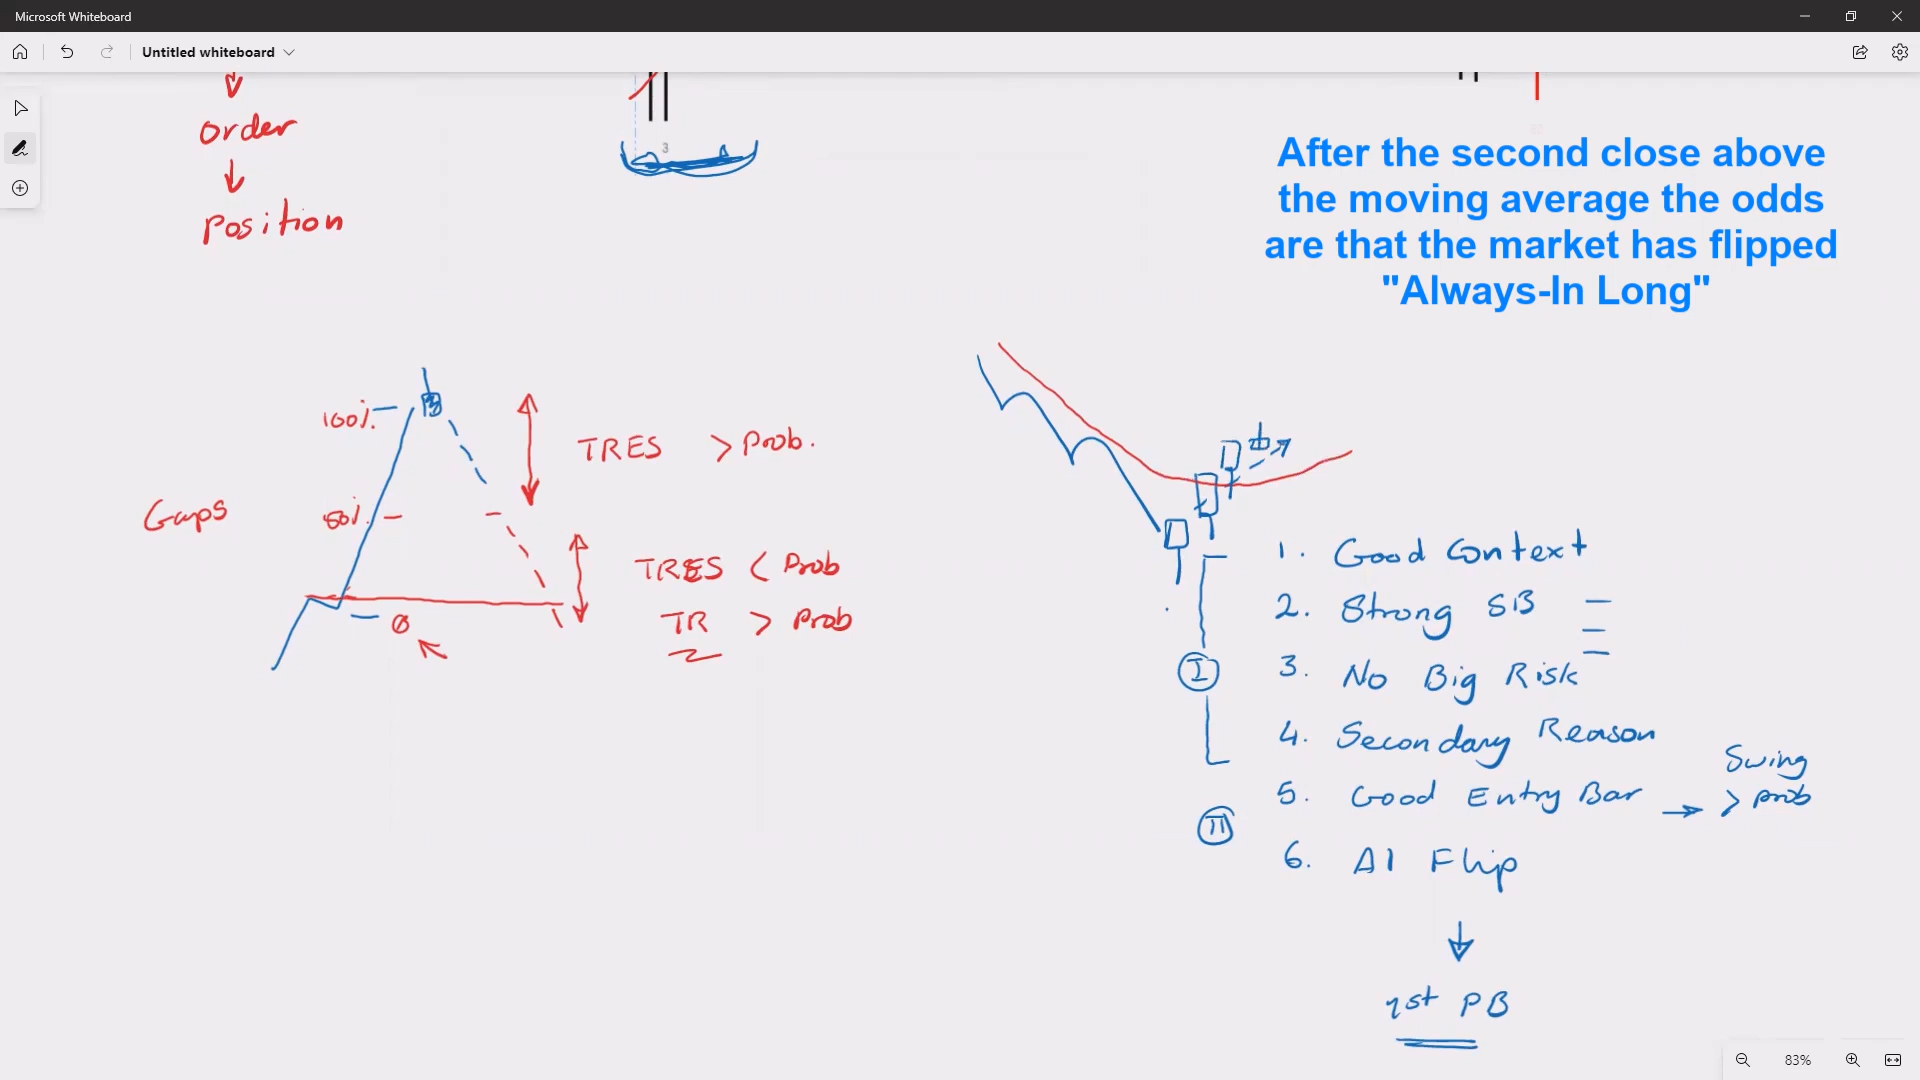 Microsoft Whiteboard
Untitled whiteboard
order
Position
3
After the second close above
the moving average the odds
are that the market has flipped
"Always-In Long"
100%
B
TRES > Prob.
Gaps
50%
TRES < Prob
TR > Prob
0
1. Good Context
2. Strong SB
3. No Big Risk
4. Secondary Reason
5. Good Entry Bar → Swing
> prob
6. AI Flip
I
II
1st PB
83%